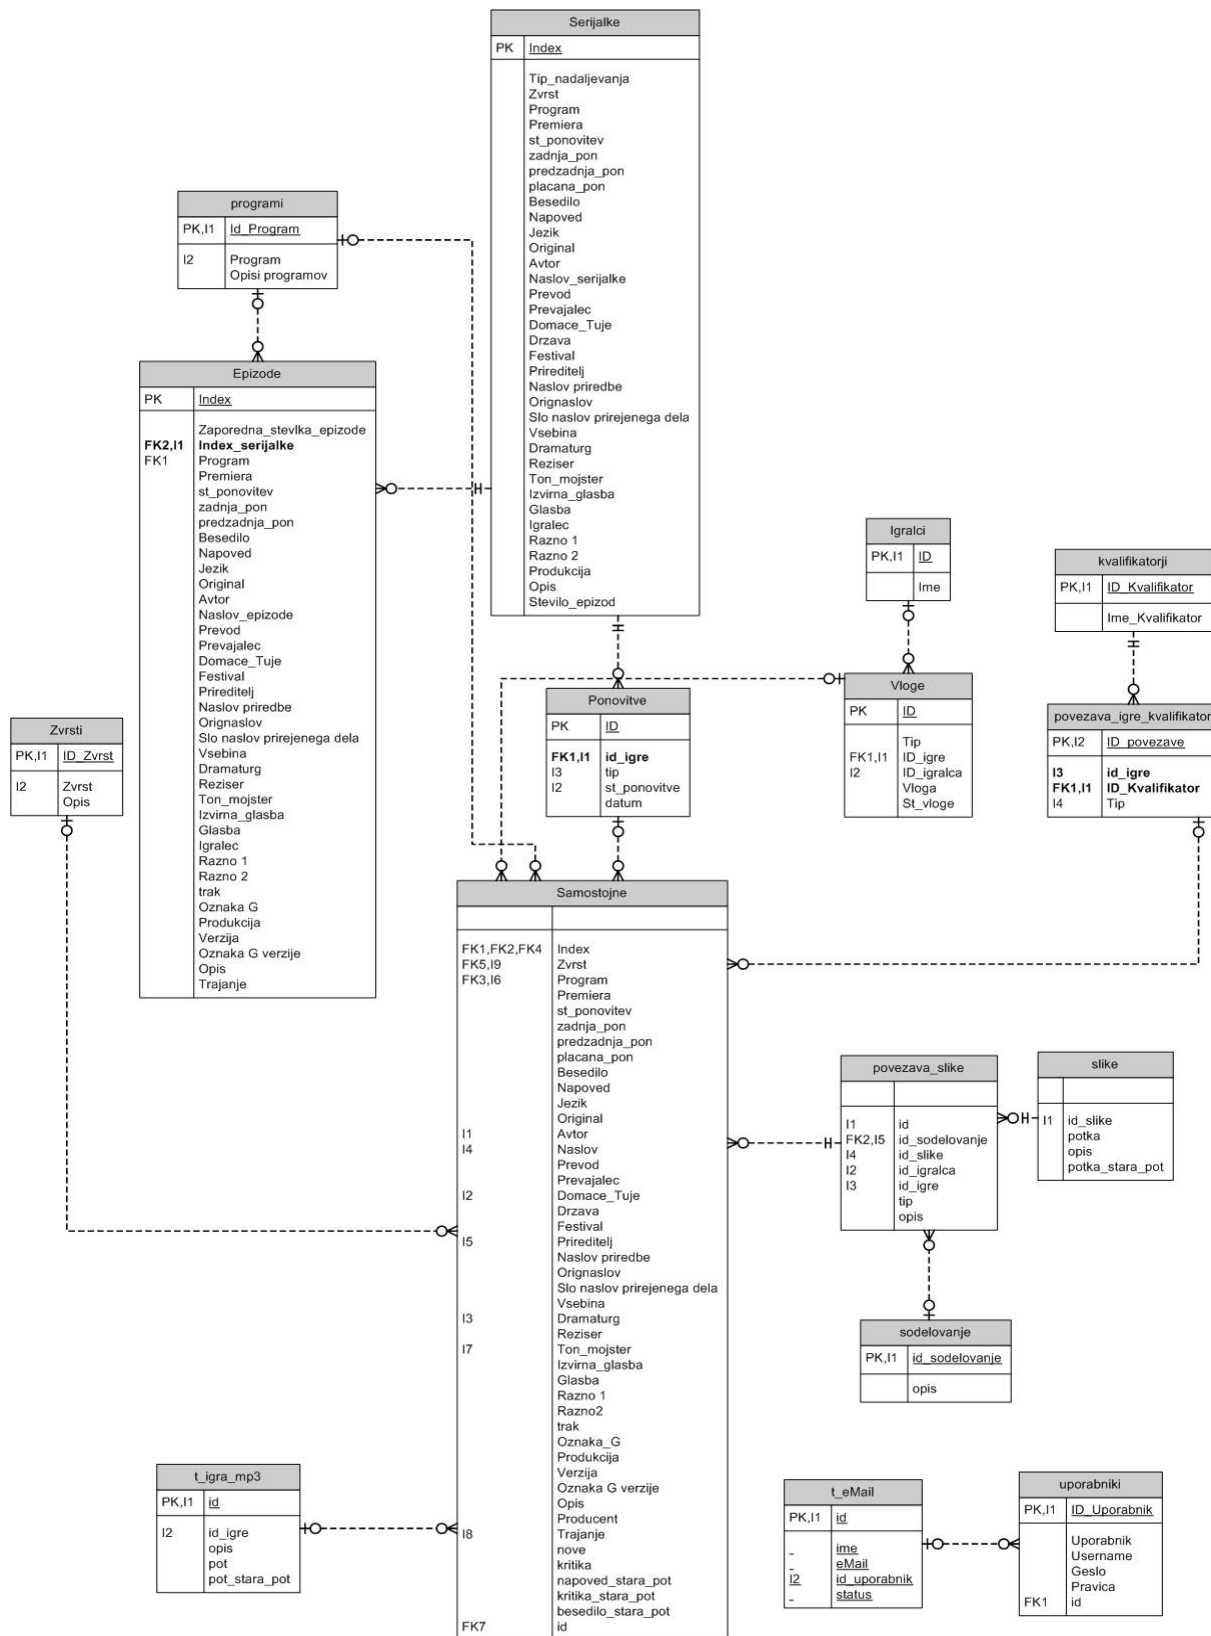 Serijalke
PK Index
Tip_nadaljevanja
Zvrst
Program
Premiera
st_ponovitev
zadnja_pon
predzadnja_pon
placana_pon
Besedilo
Napoved
Jezik
Original
Avtor
Naslov_serijalke
Prevod
Prevajalec
Domace_Tuje
Drzava
Festival
Prireditelj
Naslov priredbe
Orignaslov
Slo naslov prirejenega dela
Vsebina
Dramaturg
Reziser
Ton_mojster
Izvirna_glasba
Glasba
Igralec
Razno 1
Razno 2
Produkcija
Opis
Stevilo_epizod
programi
PK,I1 Id_Program
I2 Program
Opisi programov
Epizode
PK Index
Zaporedna_stevlka_epizode
FK2,I1 Index_serijalke
FK1 Program
Premiera
st_ponovitev
zadnja_pon
predzadnja_pon
Besedilo
Napoved
Jezik
Original
Avtor
Naslov_epizode
Prevod
Prevajalec
Domace_Tuje
Festival
Prireditelj
Naslov priredbe
Orignaslov
Slo naslov prirejenega dela
Vsebina
Dramaturg
Reziser
Ton_mojster
Izvirna_glasba
Glasba
Igralec
Razno 1
Razno 2
trak
Oznaka G
Produkcija
Verzija
Oznaka G verzije
Opis
Trajanje
Igralci
PK,I1 ID
Ime
kvalifikatorji
PK,I1 ID_Kvalifikator
Ime_Kvalifikator
Zvrsti
PK,I1 ID_Zvrst
I2 Zvrst
Opis
Ponovitve
PK ID
FK1,I1 id_igre
I3 tip
I2 st_ponovitve
datum
Vloge
PK ID
Tip
FK1,I1 ID_igre
I2 ID_igralca
Vloga
St_vloge
povezava_igre_kvalifikator
PK,I2 ID_povezave
I3 id_igre
FK1,I1 ID_Kvalifikator
I4 Tip
Samostojne
FK1,FK2,FK4 Index
FK5,I9 Zvrst
FK3,I6 Program
Premiera
st_ponovitev
zadnja_pon
predzadnja_pon
placana_pon
Besedilo
Napoved
Jezik
Original
I1 Avtor
I4 Naslov
Prevod
Prevajalec
I2 Domace_Tuje
Drzava
Festival
I5 Prireditelj
Naslov priredbe
Orignaslov
Slo naslov prirejenega dela
Vsebina
I3 Dramaturg
Reziser
I7 Ton_mojster
Izvirna_glasba
Glasba
Razno 1
Razno2
trak
Oznaka_G
Produkcija
Verzija
Oznaka G verzije
Opis
Producent
I8 Trajanje
nove
kritika
napoved_stara_pot
kritika_stara_pot
besedilo_stara_pot
FK7 id
povezava_slike
I1 id
FK2,I5 id_sodelovanje
I4 id_slike
I2 id_igralca
I3 id_igre
tip
opis
slike
I1 id_slike
potka
opis
potka_stara_pot
sodelovanje
PK,I1 id_sodelovanje
opis
t_igra_mp3
PK,I1 id
I2 id_igre
opis
pot
pot_stara_pot
t_eMail
PK,I1 id
_ ime
_ eMail
I2 id_uporabnik
_ status
uporabniki
PK,I1 ID_Uporabnik
Uporabnik
Username
Geslo
Pravica
FK1 id